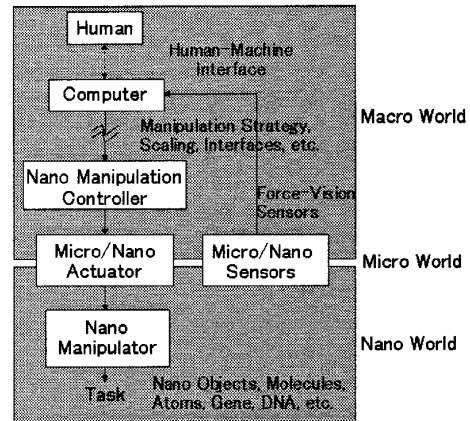 Human
Human-Machine
Interface
Computer
Macro World
Manipulation Strategy,
Scaling, Interfaces, etc.
Nano Manipulation
Controller
Force-Vision
Sensors
Micro/Nano
Actuator
Micro/Nano
Sensors
Micro World
Nano
Manipulator
Nano World
Task
Nano Objects, Molecules,
Atoms, Gene, DNA, etc.